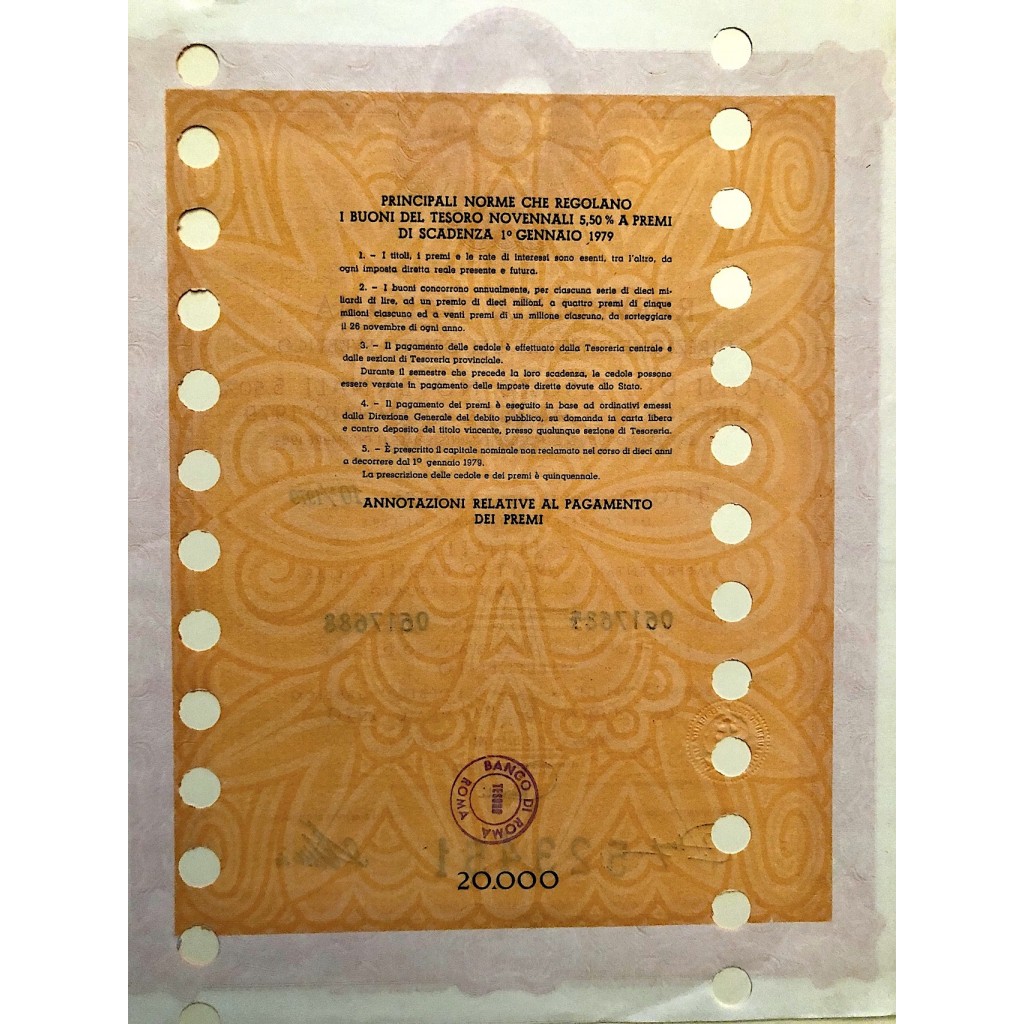 PRINCIPALI NORME CHE REGOLANO
I BUONI DEL TESORO NOVENNALI 5,50% A PREMI
DI SCADENZA 1º GENNAIO 1979
1. – I titoli, i premi e le rate di interessi sono esenti, tra l'altro, da
ogni imposta diretta reale presente e futura.
2. – I buoni concorrono annualmente, per ciascuna serie di dieci mi-
liardi di lire, ad un premio di dieci milioni, a quattro premi di cinque
milioni ciascuno ed a venti premi di un milione ciascuno, da sorteggiare
il 26 novembre di ogni anno.
3. – Il pagamento delle cedole è effettuato dalla Tesoreria centrale e
dalle sezioni di Tesoreria provinciale.
Durante il semestre che precede la loro scadenza, le cedole possono
essere versate in pagamento delle imposte dirette dovute allo Stato.
4. – Il pagamento dei premi è eseguito in base ad ordinativi emessi
dalla Direzione Generale del debito pubblico, su domanda in carta libera
e contro deposito del titolo vincente, presso qualunque sezione di Tesoreria.
5. – È prescritto il capitale nominale non reclamato nel corso di dieci anni
a decorrere dal 1º gennaio 1979.
La prescrizione delle cedole e dei premi è quinquennale.
ANNOTAZIONI RELATIVE AL PAGAMENTO
DEI PREMI
0617688
BANCO DI ROMA
TESORO
ROMA
20.000